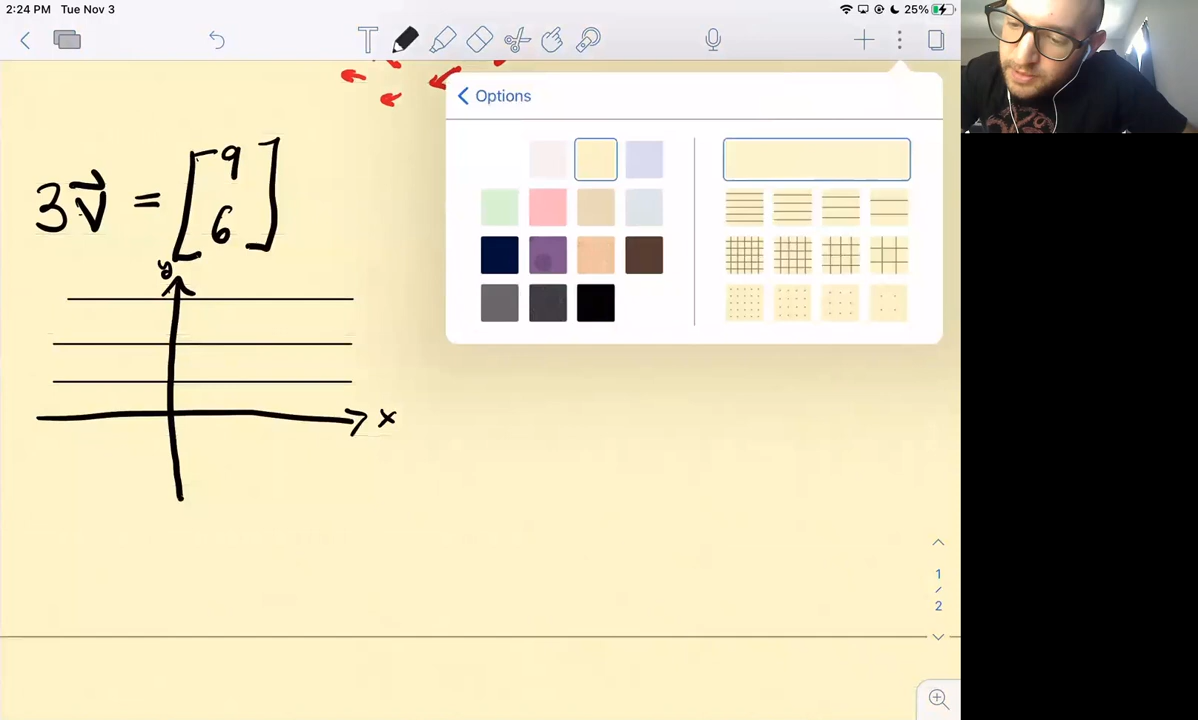 2:24 PM Tue Nov 3
25%
T
Options
3v⃗ = [9
6]
y
x
1
/
2